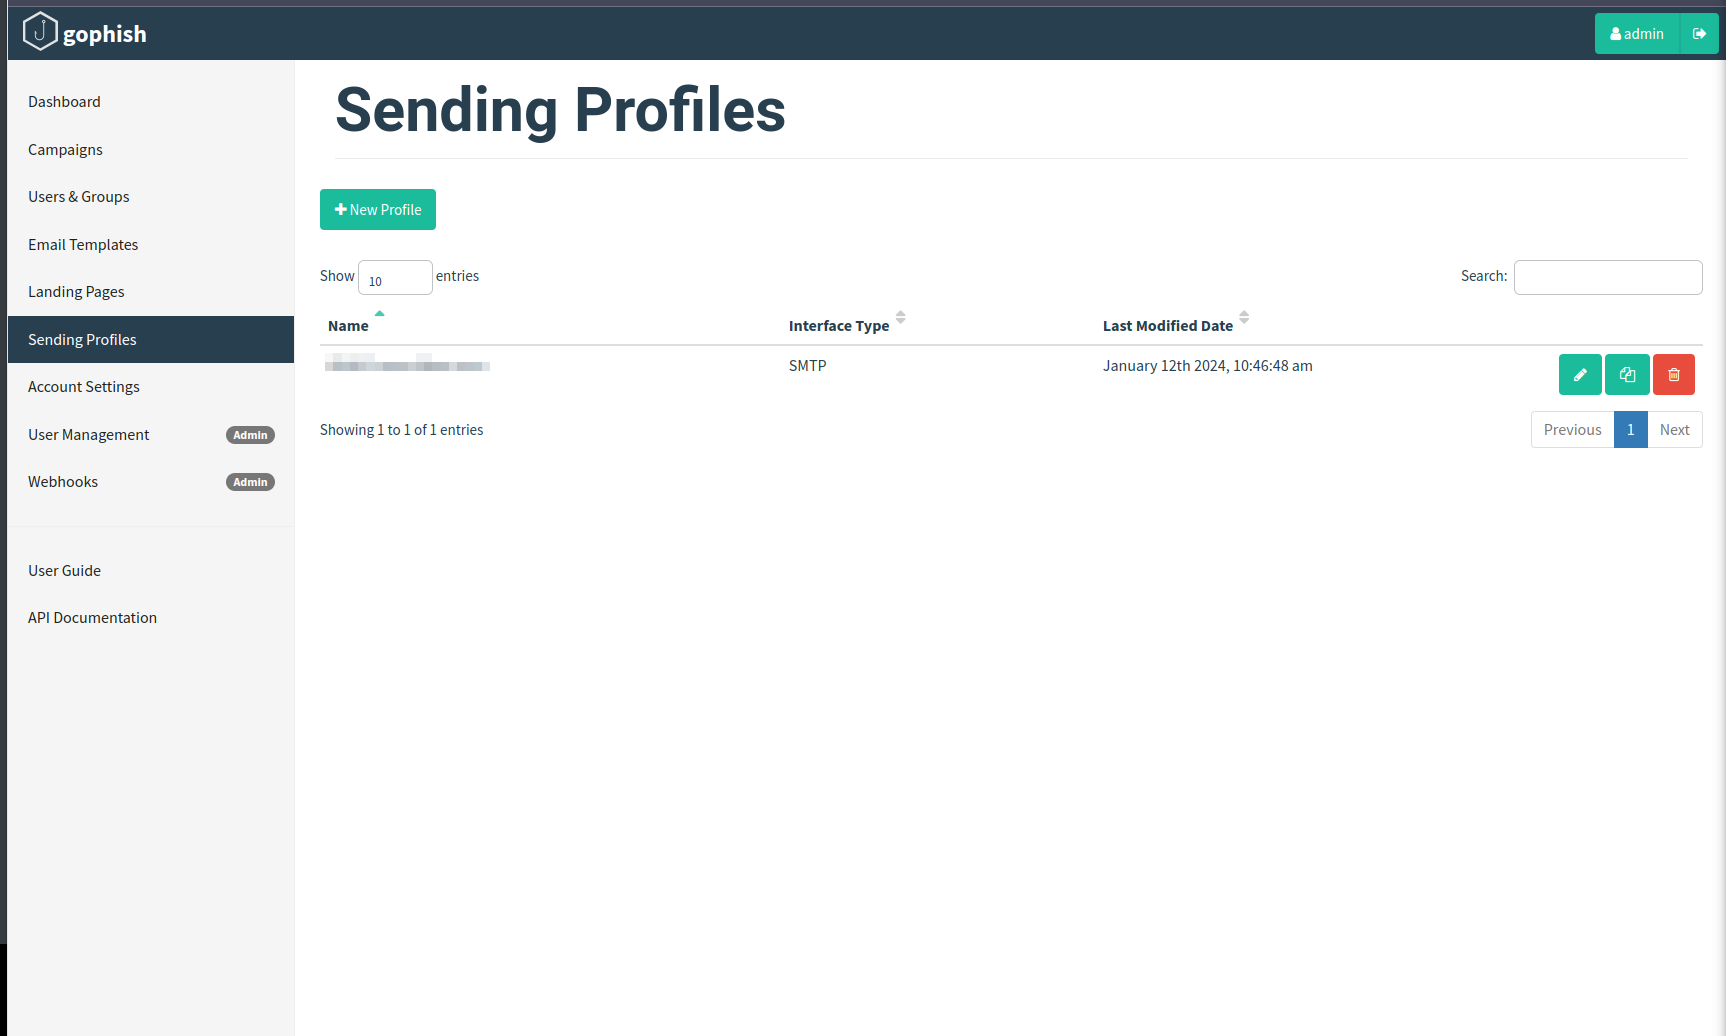 gophish
admin
Dashboard
Campaigns
Users & Groups
Email Templates
Landing Pages
Sending Profiles
Account Settings
User Management Admin
Webhooks Admin
User Guide
API Documentation
Sending Profiles
New Profile
Show 10 entries
Search:
Name Interface Type Last Modified Date
SMTP January 12th 2024, 10:46:48 am
Showing 1 to 1 of 1 entries
Previous 1 Next